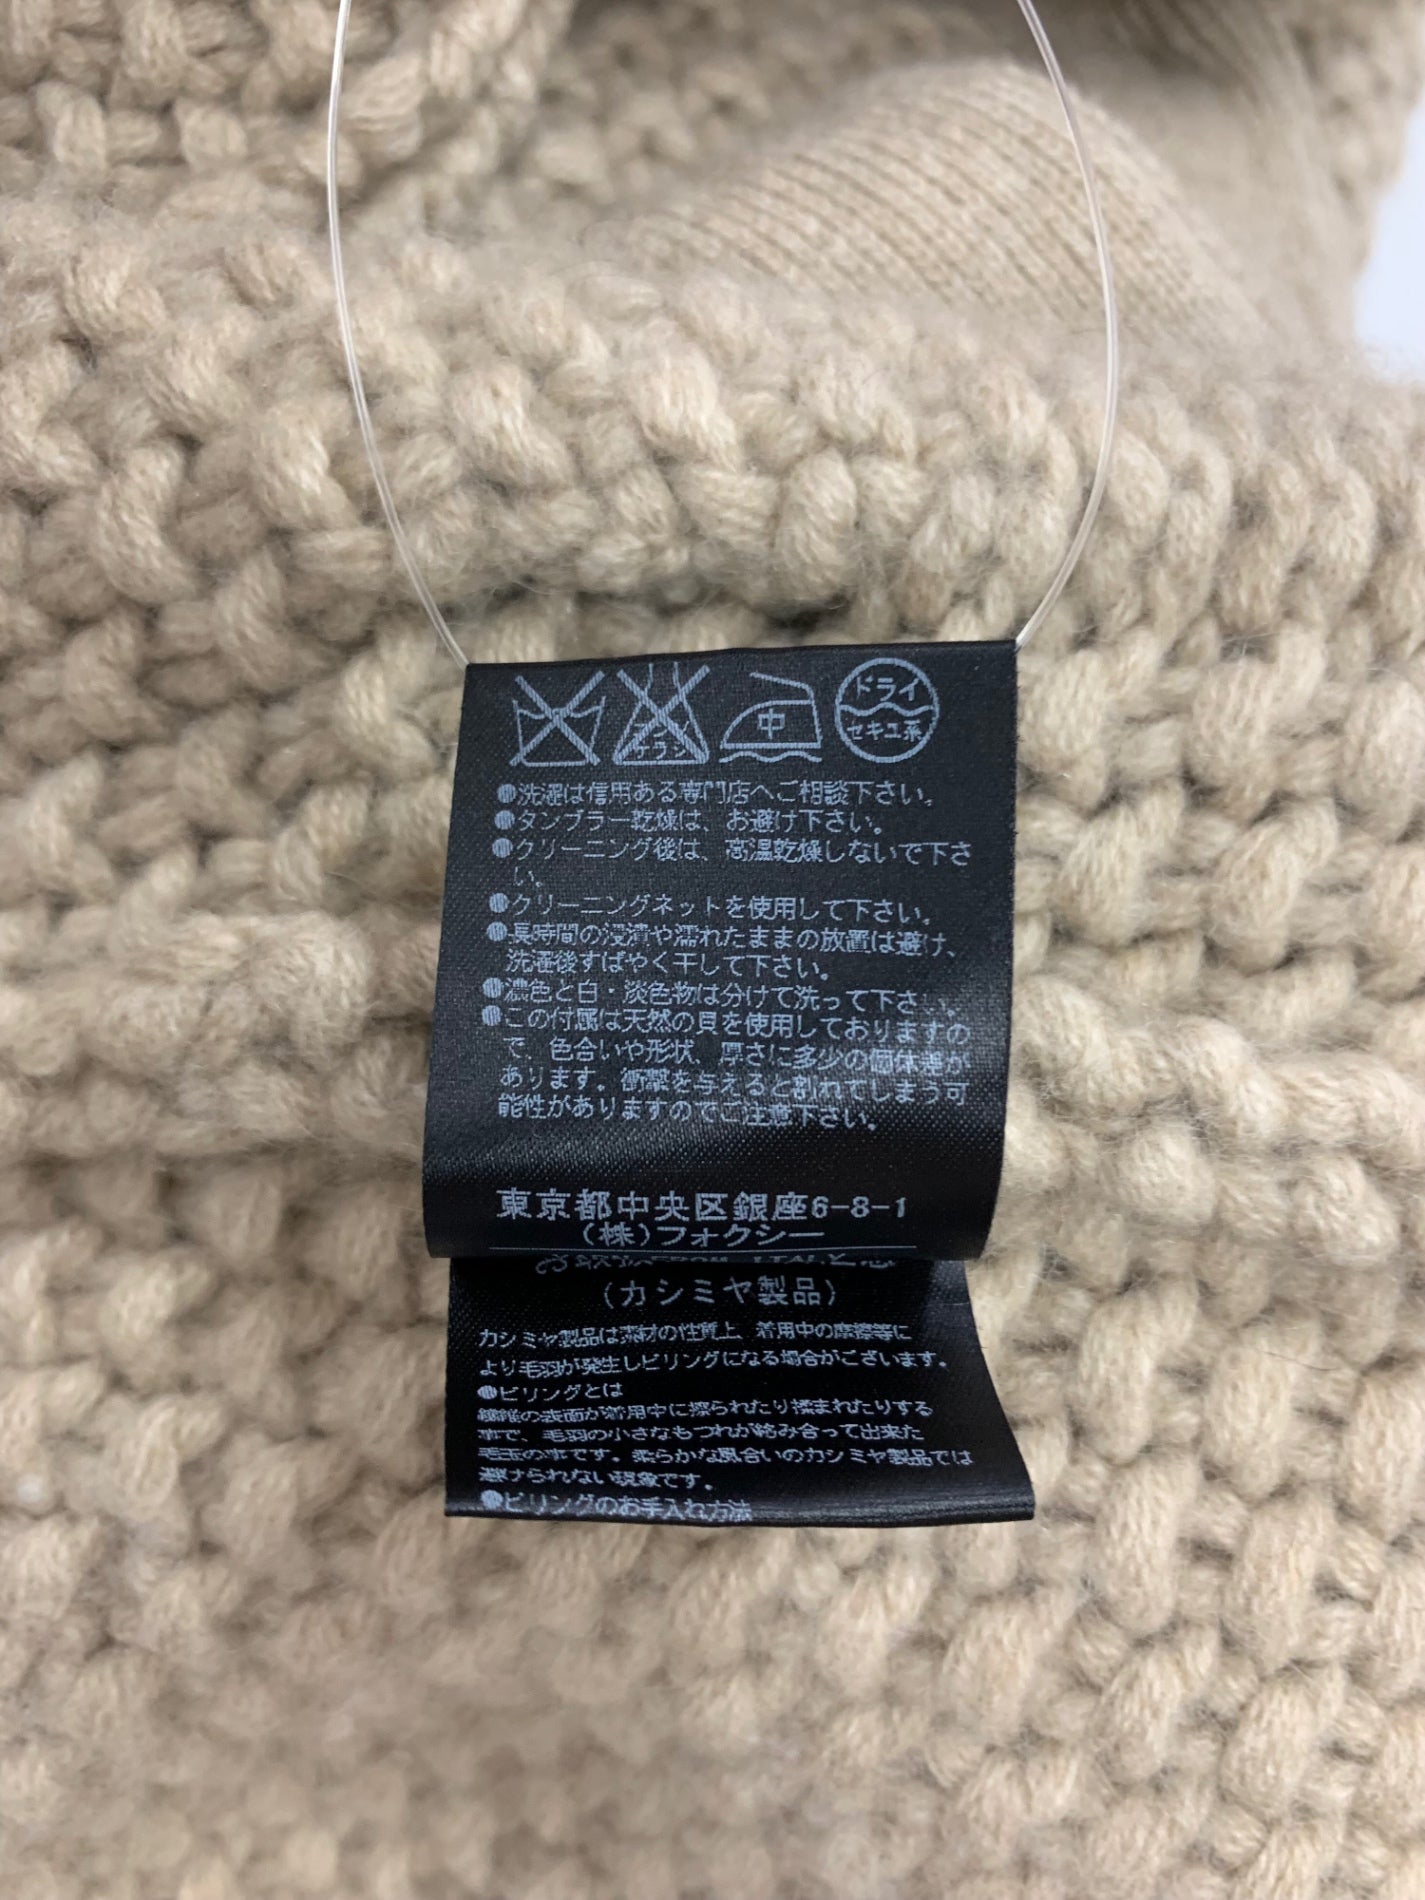 エンソ
サラシ
中
ドライ
セキユ系
●洗濯は信用ある専門店へご相談下さい。
●タンブラー乾燥は、お避け下さい。
●クリーニング後は、高温乾燥しないで下さ
い。
●クリーニングネットを使用して下さい。
●長時間の浸漬や濡れたままの放置は避け、
洗濯後すばやく干して下さい。
●濃色と白・淡色物は分けて洗って下さい。
●この付属は天然の貝を使用しておりますの
で、色合いや形状、厚さに多少の個体差が
あります。衝撃を与えると割れてしまう可
能性がありますのでご注意下さい。
東京都中央区銀座6-8-1
(株)フォクシー
(カシミヤ製品)
カシミヤ製品は素材の性質上、着用中の摩擦等に
より毛羽が発生しピリングになる場合がございます。
●ピリングとは
繊維の表面が着用中に擦られたり揉まれたりする
事で、毛羽の小さなもつれが絡み合って出来た
毛玉の事です。柔らかな風合いのカシミヤ製品では
避けられない現象です。
●ピリングのお手入れ方法